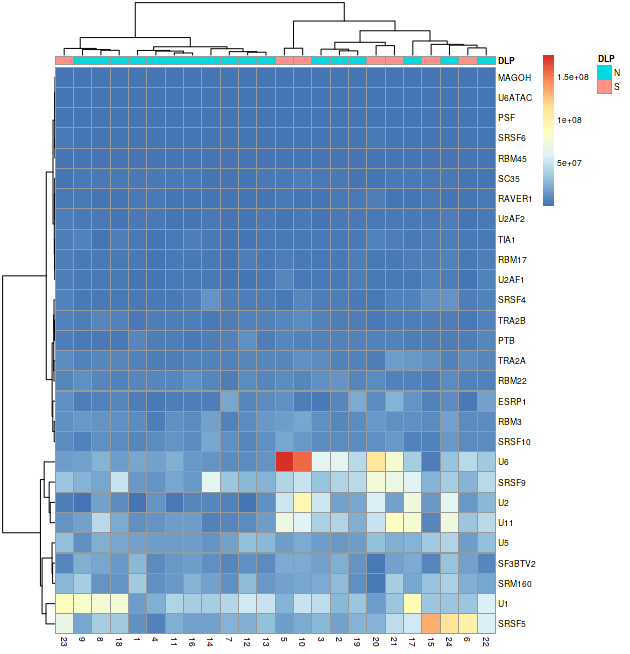 DLP
DLP
N
S
1.5e+08
1e+08
5e+07
MAGOH
U6ATAC
PSF
SRSF6
RBM45
SC35
RAVER1
U2AF2
TIA1
RBM17
U2AF1
SRSF4
TRA2B
PTB
TRA2A
RBM22
ESRP1
RBM3
SRSF10
U6
SRSF9
U2
U11
U5
SF3BTV2
SRM160
U1
SRSF5
23 9 8 18 1 4 11 16 14 7 12 13 5 10 3 2 19 20 21 17 15 24 6 22